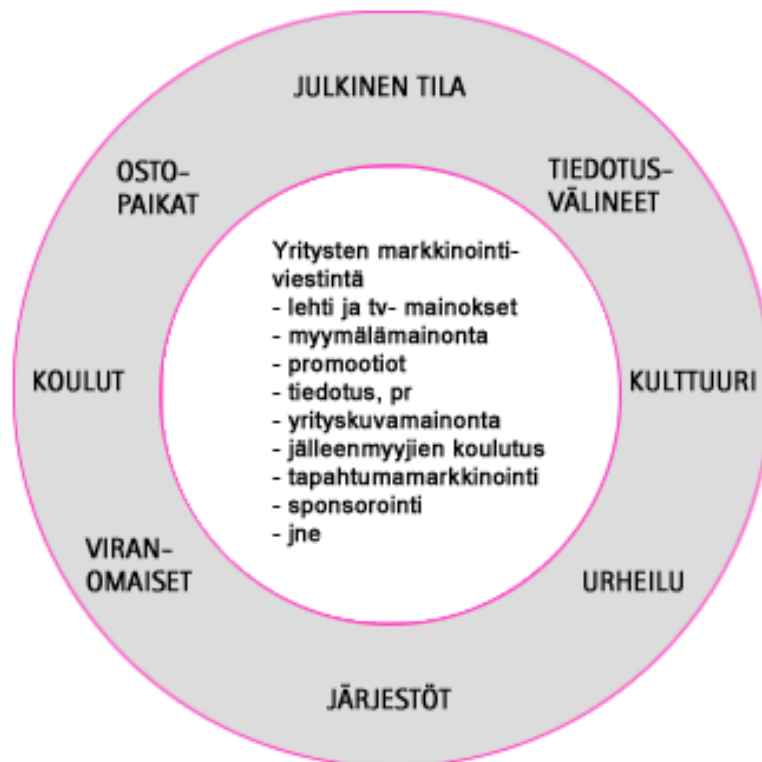 JULKINEN TILA
OSTO-
PAIKAT
TIEDOTUS-
VÄLINEET
Yritysten markkinointi-
viestintä
- lehti ja tv- mainokset
- myymälämainonta
- promootiot
- tiedotus, pr
- yrityskuvamainonta
- jälleenmyyjien koulutus
- tapahtumamarkkinointi
- sponsorointi
- jne
KOULUT
KULTTUURI
VIRAN-
OMAISET
URHEILU
JÄRJESTÖT